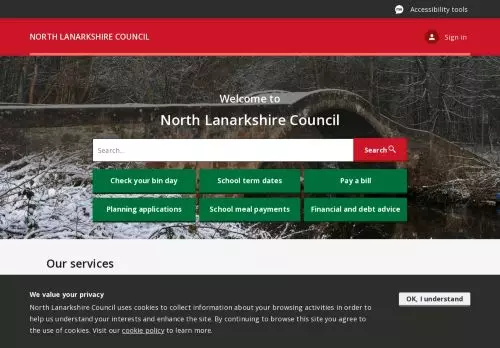 Accessibility tools
NORTH LANARKSHIRE COUNCIL
Sign in
Welcome to
North Lanarkshire Council
Search...
Search
Check your bin day
School term dates
Pay a bill
Planning applications
School meal payments
Financial and debt advice
Our services
We value your privacy
North Lanarkshire Council uses cookies to collect information about your browsing activities in order to
help us understand your interests and enhance the site. By continuing to browse this site you agree to
the use of cookies. Visit our cookie policy to learn more.
OK, I understand